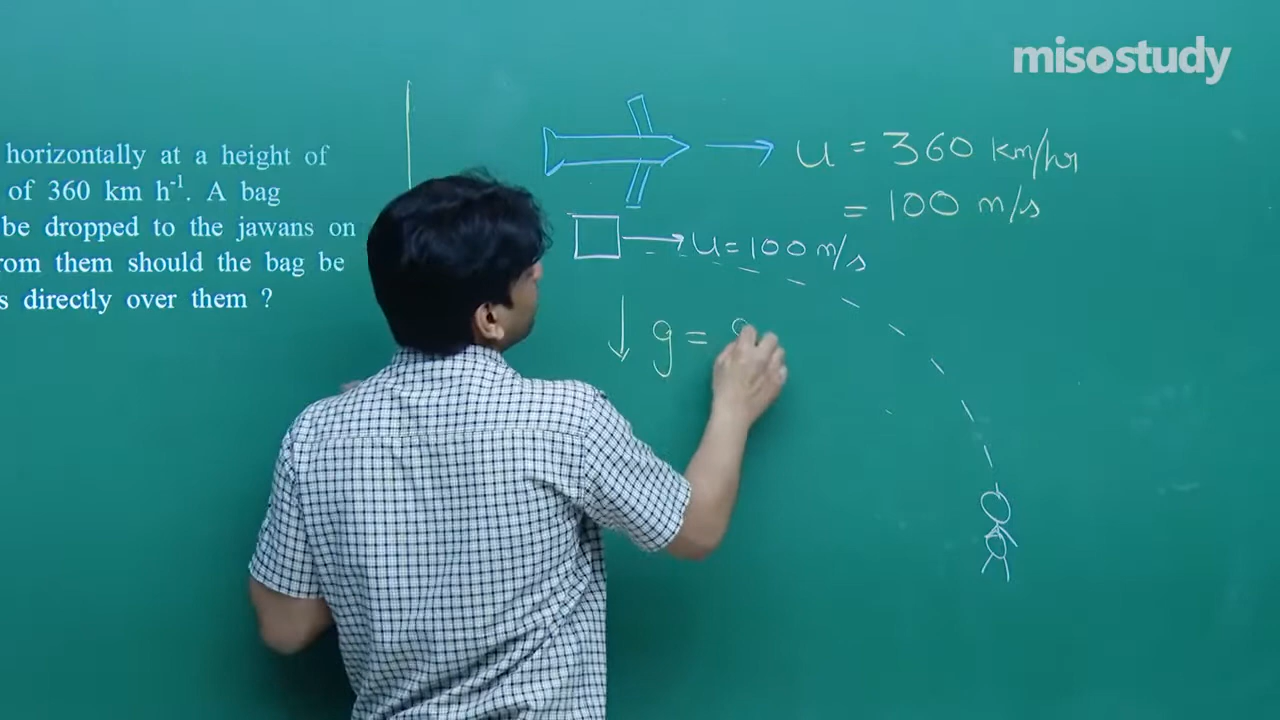 misostudy
horizontally at a height of
of 360 km h⁻¹. A bag
be dropped to the jawans on
them should the bag be
directly over them ?
u = 360 km/hr
= 100 m/s
u = 100 m/s
g =